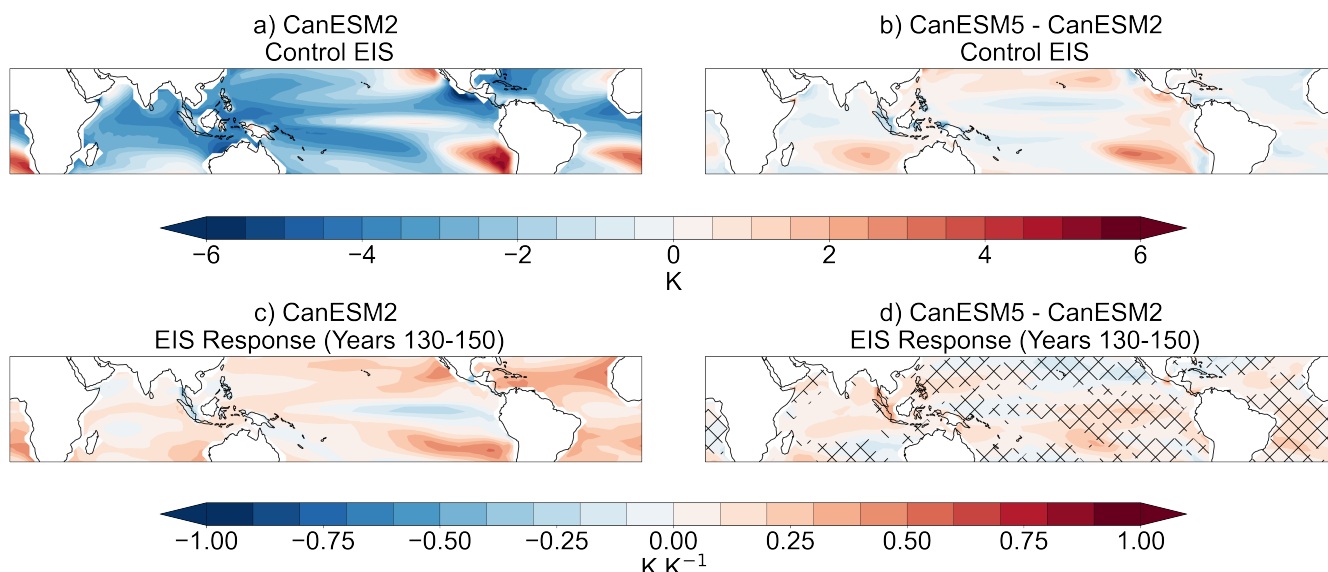 a) CanESM2
Control EIS
b) CanESM5 - CanESM2
Control EIS
−6 −4 −2 0 2 4 6
K
c) CanESM2
EIS Response (Years 130-150)
d) CanESM5 - CanESM2
EIS Response (Years 130-150)
−1.00 −0.75 −0.50 −0.25 0.00 0.25 0.50 0.75 1.00
K K⁻¹